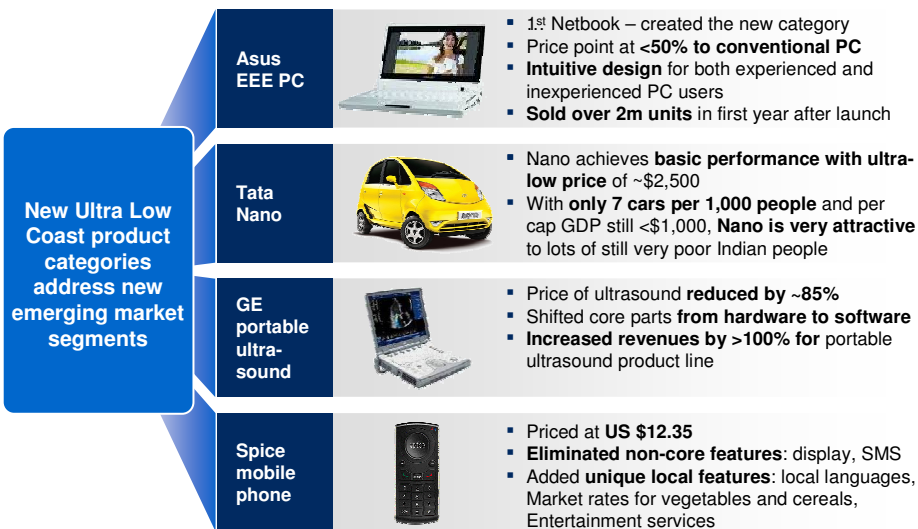 New Ultra Low
Coast product
categories
address new
emerging market
segments
Asus
EEE PC
▪ 1st Netbook – created the new category
▪ Price point at <50% to conventional PC
▪ Intuitive design for both experienced and
inexperienced PC users
▪ Sold over 2m units in first year after launch
Tata
Nano
▪ Nano achieves basic performance with ultra-
low price of ~$2,500
▪ With only 7 cars per 1,000 people and per
cap GDP still <$1,000, Nano is very attractive
to lots of still very poor Indian people
GE
portable
ultra-
sound
▪ Price of ultrasound reduced by ~85%
▪ Shifted core parts from hardware to software
▪ Increased revenues by >100% for portable
ultrasound product line
Spice
mobile
phone
▪ Priced at US $12.35
▪ Eliminated non-core features: display, SMS
▪ Added unique local features: local languages,
Market rates for vegetables and cereals,
Entertainment services